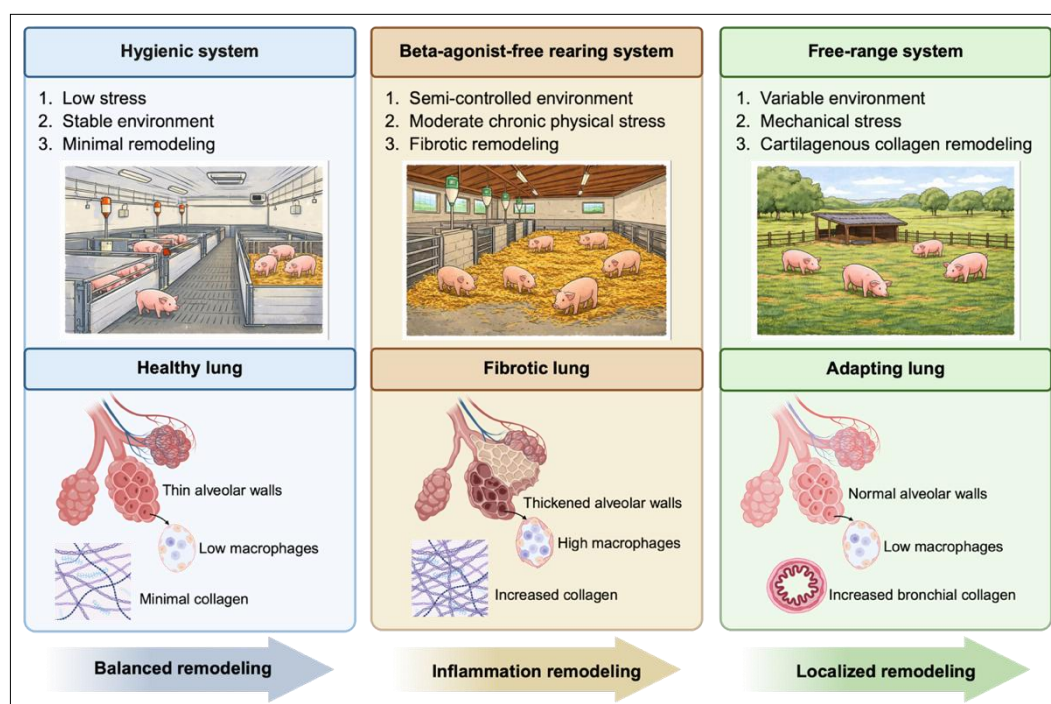 Hygienic system
1. Low stress
2. Stable environment
3. Minimal remodeling
Healthy lung
Thin alveolar walls
Low macrophages
Minimal collagen
Balanced remodeling
Beta-agonist-free rearing system
1. Semi-controlled environment
2. Moderate chronic physical stress
3. Fibrotic remodeling
Fibrotic lung
Thickened alveolar walls
High macrophages
Increased collagen
Inflammation remodeling
Free-range system
1. Variable environment
2. Mechanical stress
3. Cartilagenous collagen remodeling
Adapting lung
Normal alveolar walls
Low macrophages
Increased bronchial collagen
Localized remodeling